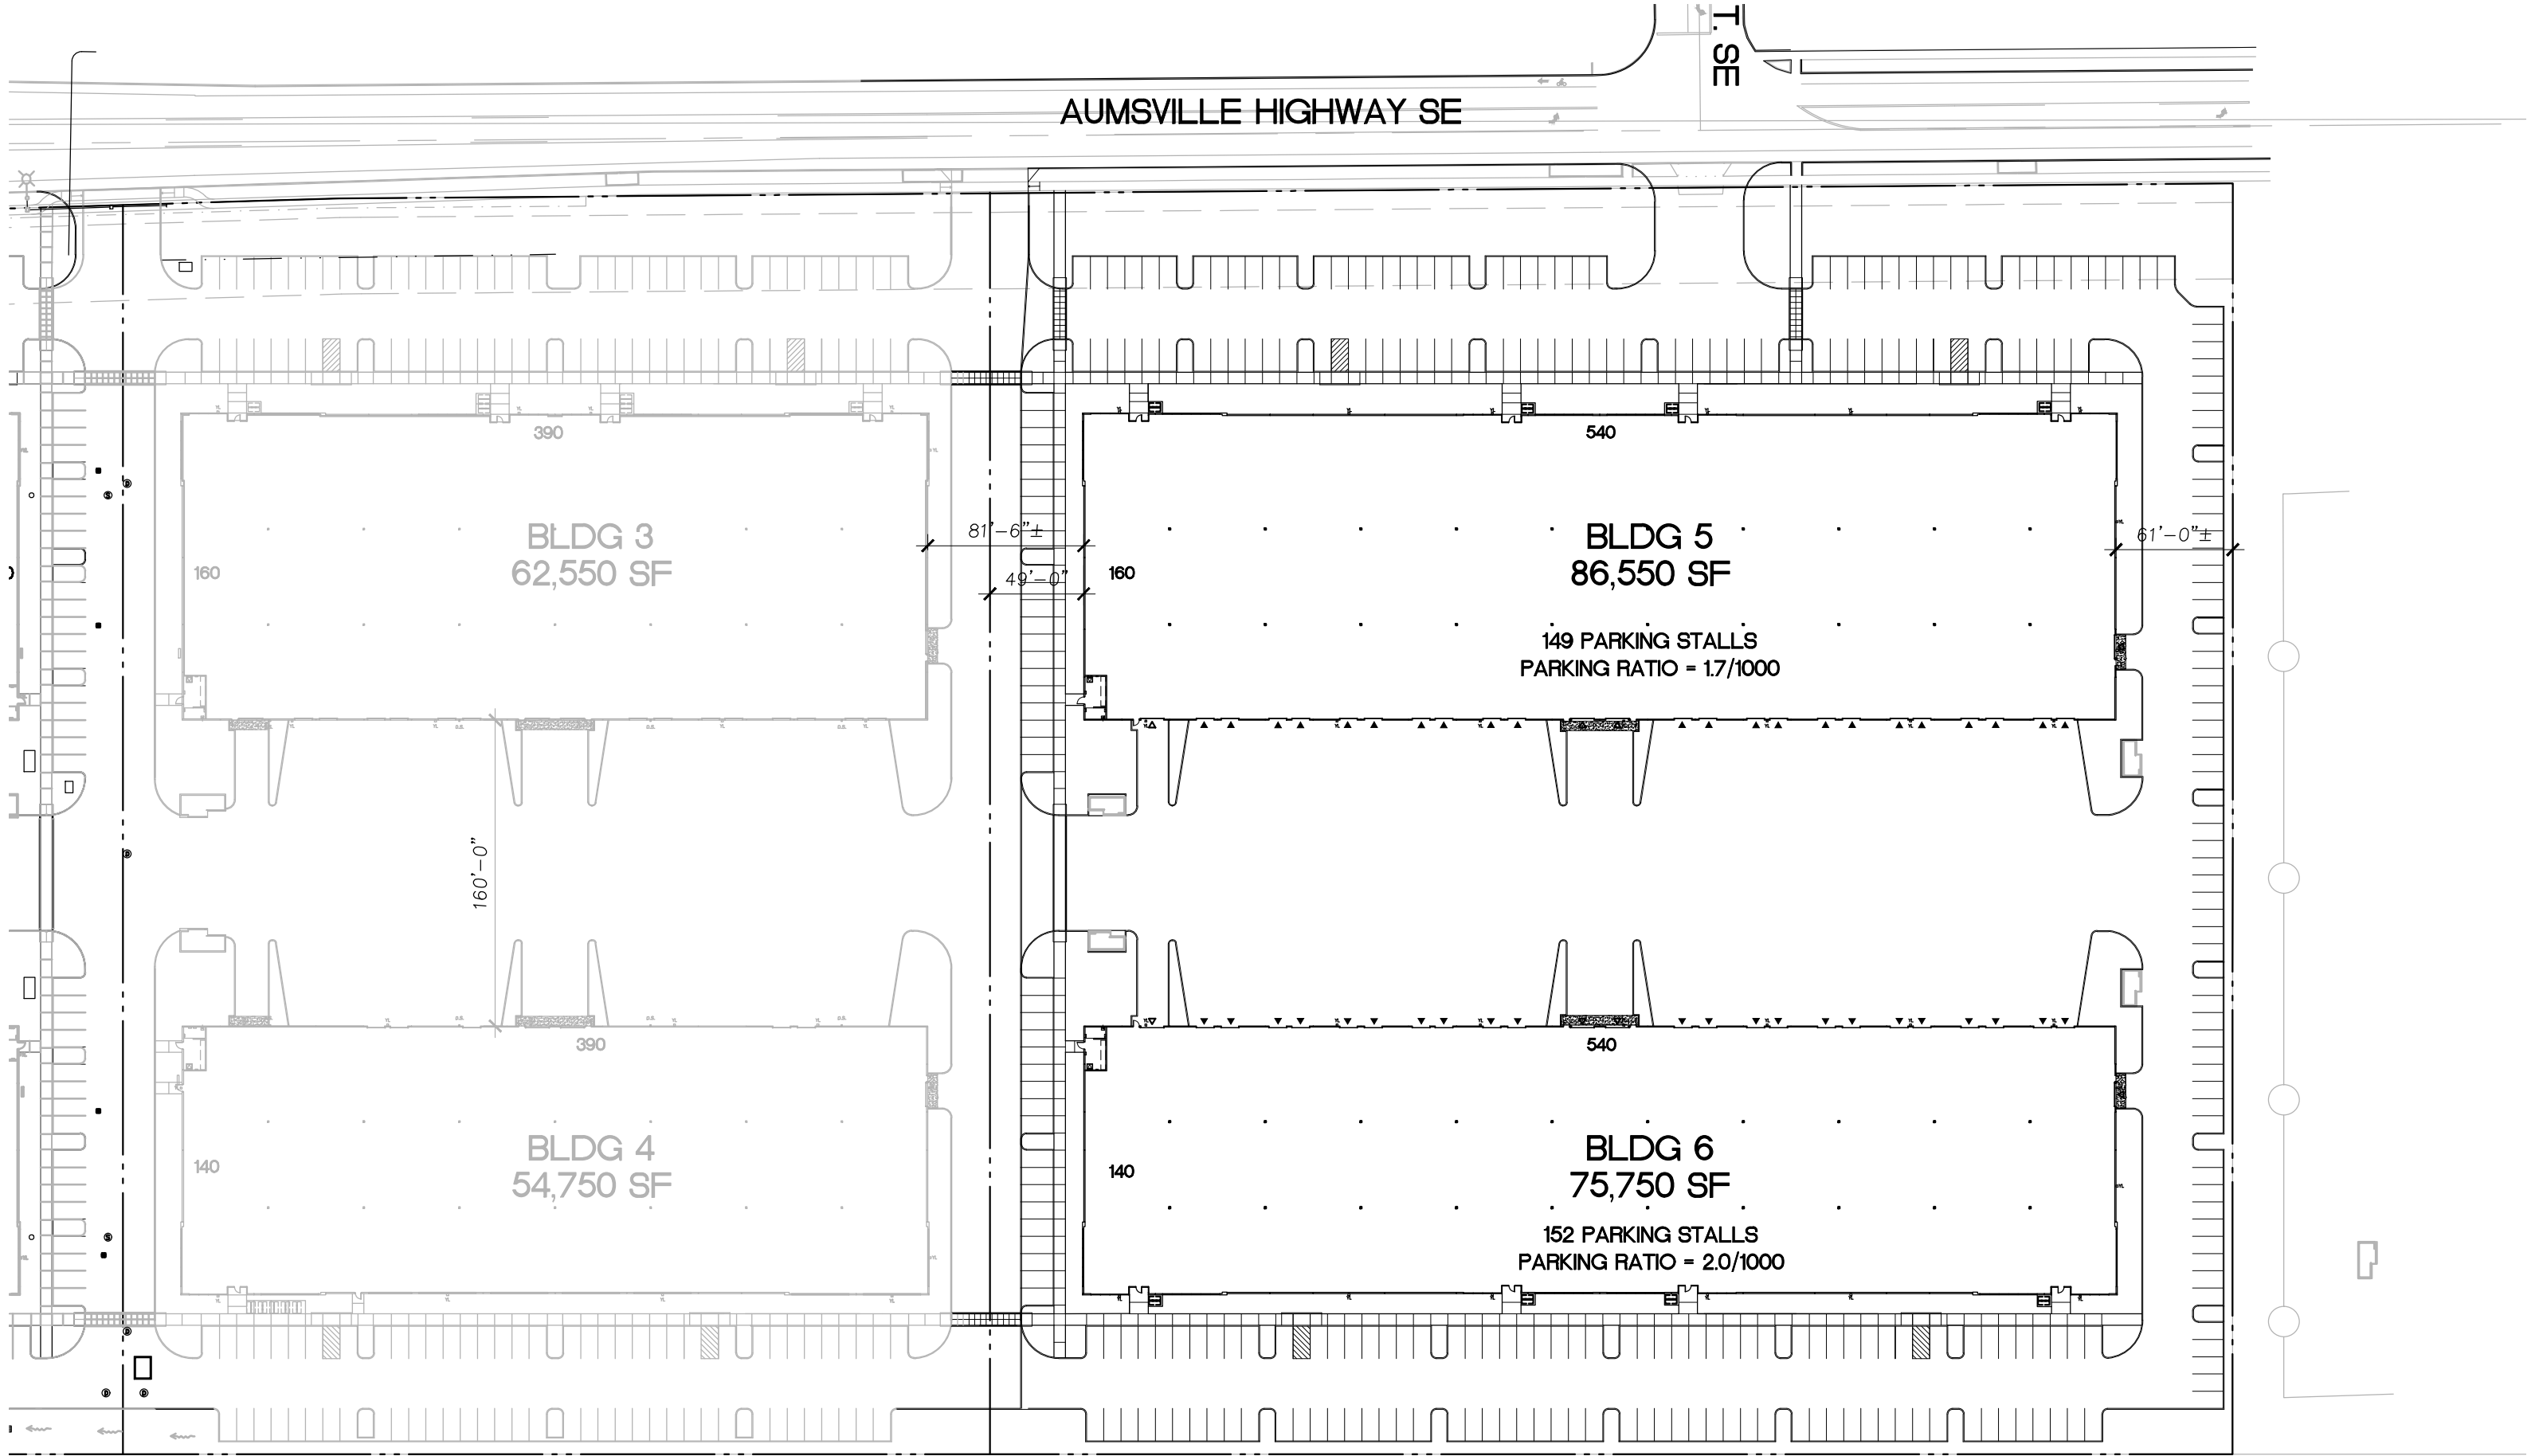 T. SE
AUMSVILLE HIGHWAY SE
390
540
BLDG 3
62,550 SF
160
81'-6"±
49'-0"
160
BLDG 5
86,550 SF
149 PARKING STALLS
PARKING RATIO = 1.7/1000
61'-0"±
160'-0"
390
540
BLDG 4
54,750 SF
140
140
BLDG 6
75,750 SF
152 PARKING STALLS
PARKING RATIO = 2.0/1000